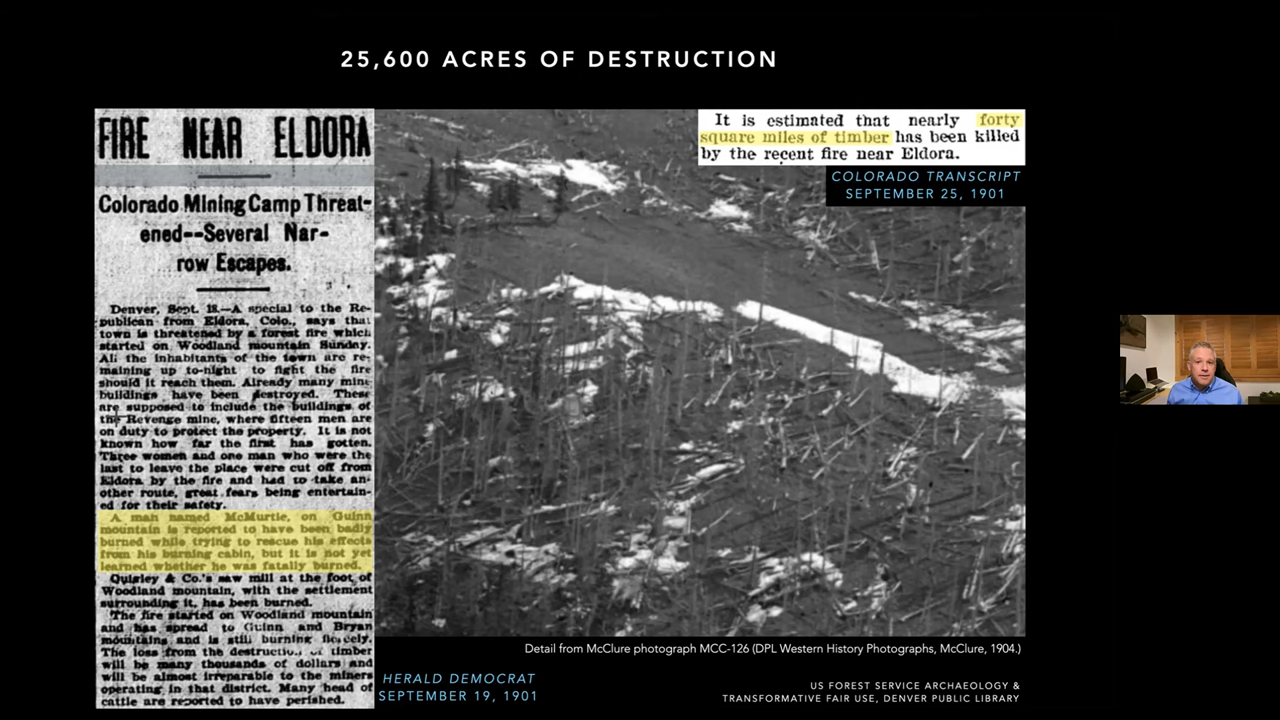 25,600 ACRES OF DESTRUCTION
FIRE NEAR ELDORA
Colorado Mining Camp Threat-
ened--Several Nar-
row Escapes.
Denver, Sept. 18.—A special to the Re-
publican from Eldora, Colo., says that
town is threatened by a forest fire which
started on Woodland mountain Sunday.
All the inhabitants of the town are re-
maining up to-night to fight the fire
should it reach them. Already many mine
buildings have been destroyed. These
are supposed to include the buildings of
the Revenge mine, where fifteen men are
on duty to protect the property. It is not
known how far the first has gotten.
Three women and one man who were the
last to leave the place were cut off from
Eldora by the fire and had to take an-
other route, great fears being entertain-
ed for their safety.
A man named McMurtle, on Guinn
mountain is reported to have been badly
burned while trying to rescue his effects
from his burning cabin, but it is not yet
learned whether he was fatally burned.
Quigley & Co.'s saw mill at the foot of
Woodland mountain, with the settlement
surrounding it, has been burned.
The fire started on Woodland mountain
and has spread to Guinn and Bryan
mountains and is still burning fiercely.
The loss from the destruction of timber
will be many thousands of dollars and
will be almost irreparable to the miners
operating in that district. Many head of
cattle are reported to have perished.
HERALD DEMOCRAT
SEPTEMBER 19, 1901
It is estimated that nearly forty
square miles of timber has been killed
by the recent fire near Eldora.
COLORADO TRANSCRIPT
SEPTEMBER 25, 1901
Detail from McClure photograph MCC-126 (DPL Western History Photographs, McClure, 1904.)
US FOREST SERVICE ARCHAEOLOGY &
TRANSFORMATIVE FAIR USE, DENVER PUBLIC LIBRARY